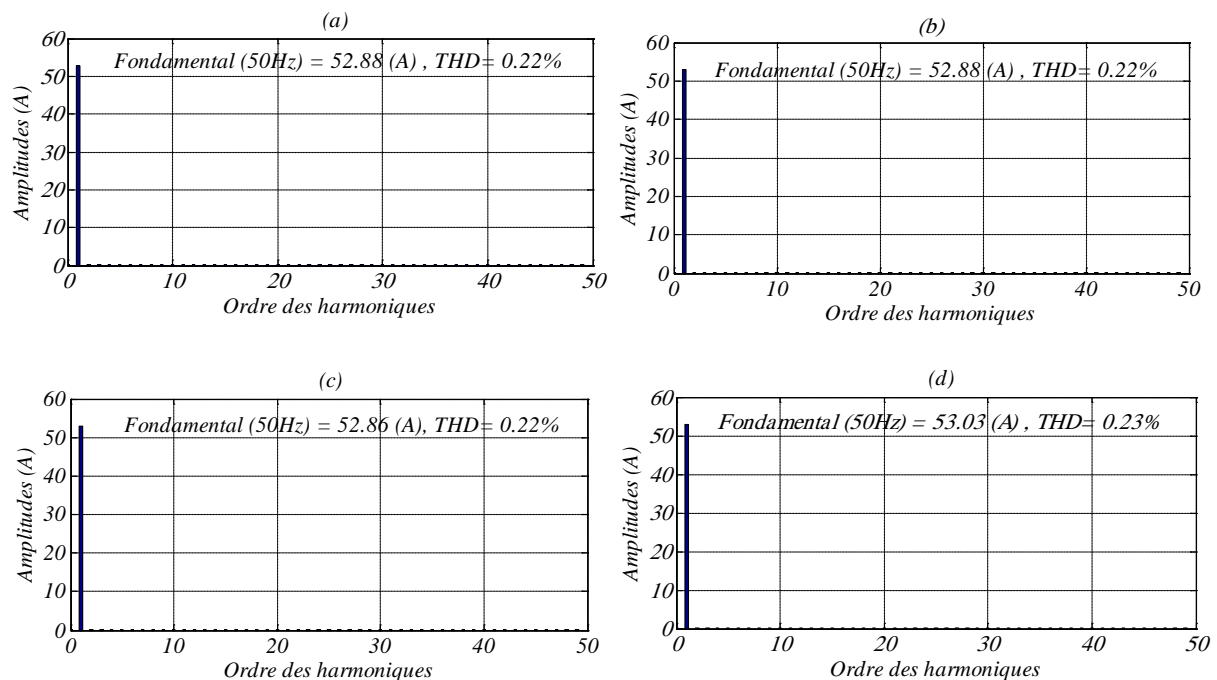 (a)
Fondamental (50Hz) = 52.88 (A) , THD= 0.22%
Amplitudes (A)
60
50
40
30
20
10
0
0 10 20 30 40 50
Ordre des harmoniques
(b)
Fondamental (50Hz) = 52.88 (A) , THD= 0.22%
Amplitudes (A)
60
50
40
30
20
10
0
0 10 20 30 40 50
Ordre des harmoniques
(c)
Fondamental (50Hz) = 52.86 (A), THD= 0.22%
Amplitudes (A)
60
50
40
30
20
10
0
0 10 20 30 40 50
Ordre des harmoniques
(d)
Fondamental (50Hz) = 53.03 (A) , THD= 0.23%
Amplitudes (A)
60
50
40
30
20
10
0
0 10 20 30 40 50
Ordre des harmoniques